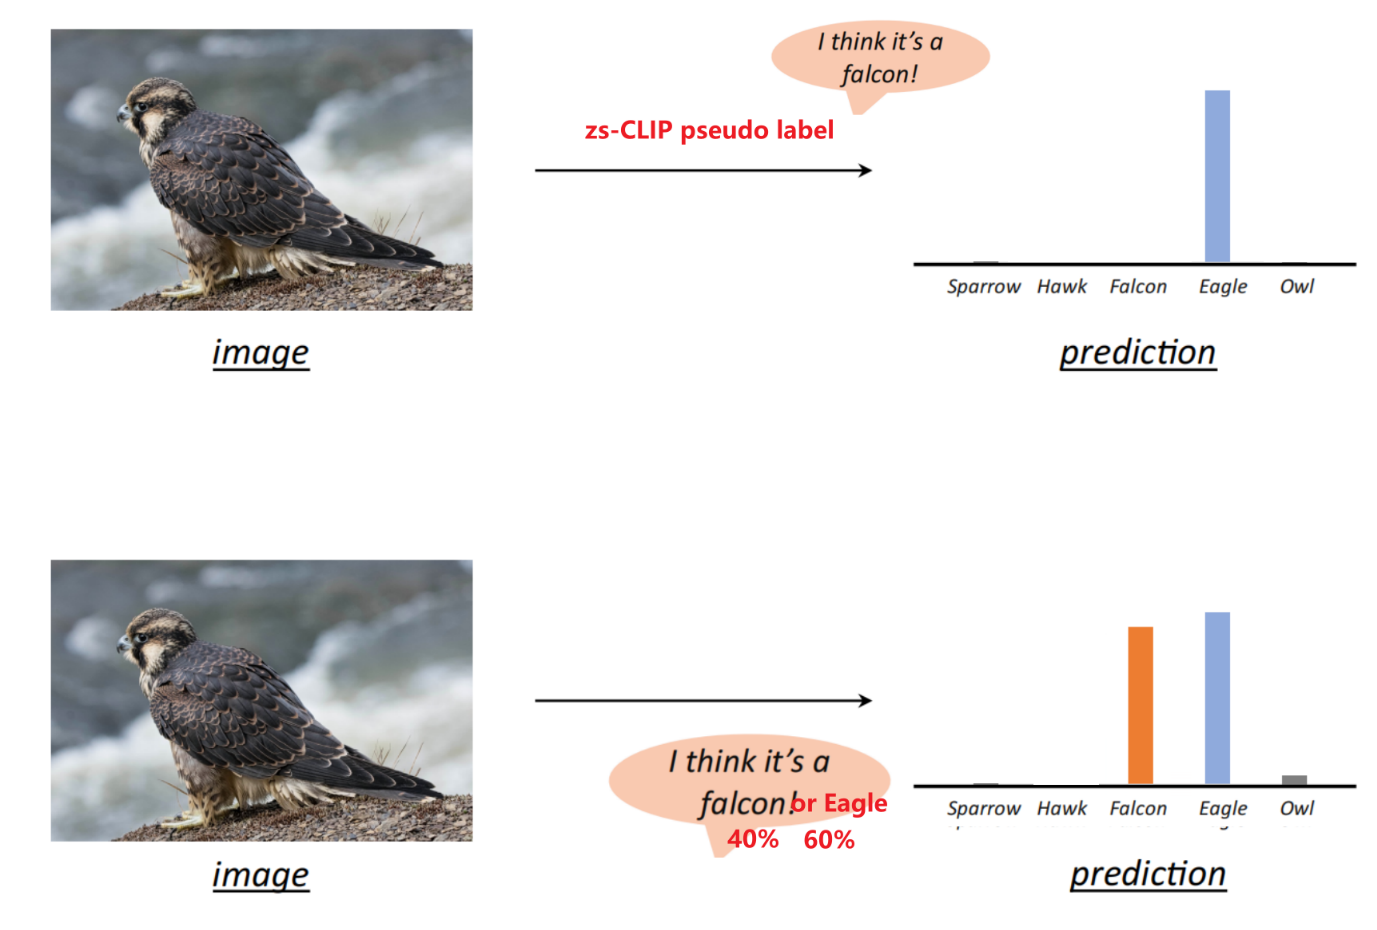 I think it's a
falcon!
zs-CLIP pseudo label
Sparrow Hawk Falcon Eagle Owl
image
prediction
I think it's a
falcon! or Eagle
40% 60%
Sparrow Hawk Falcon Eagle Owl
image
prediction